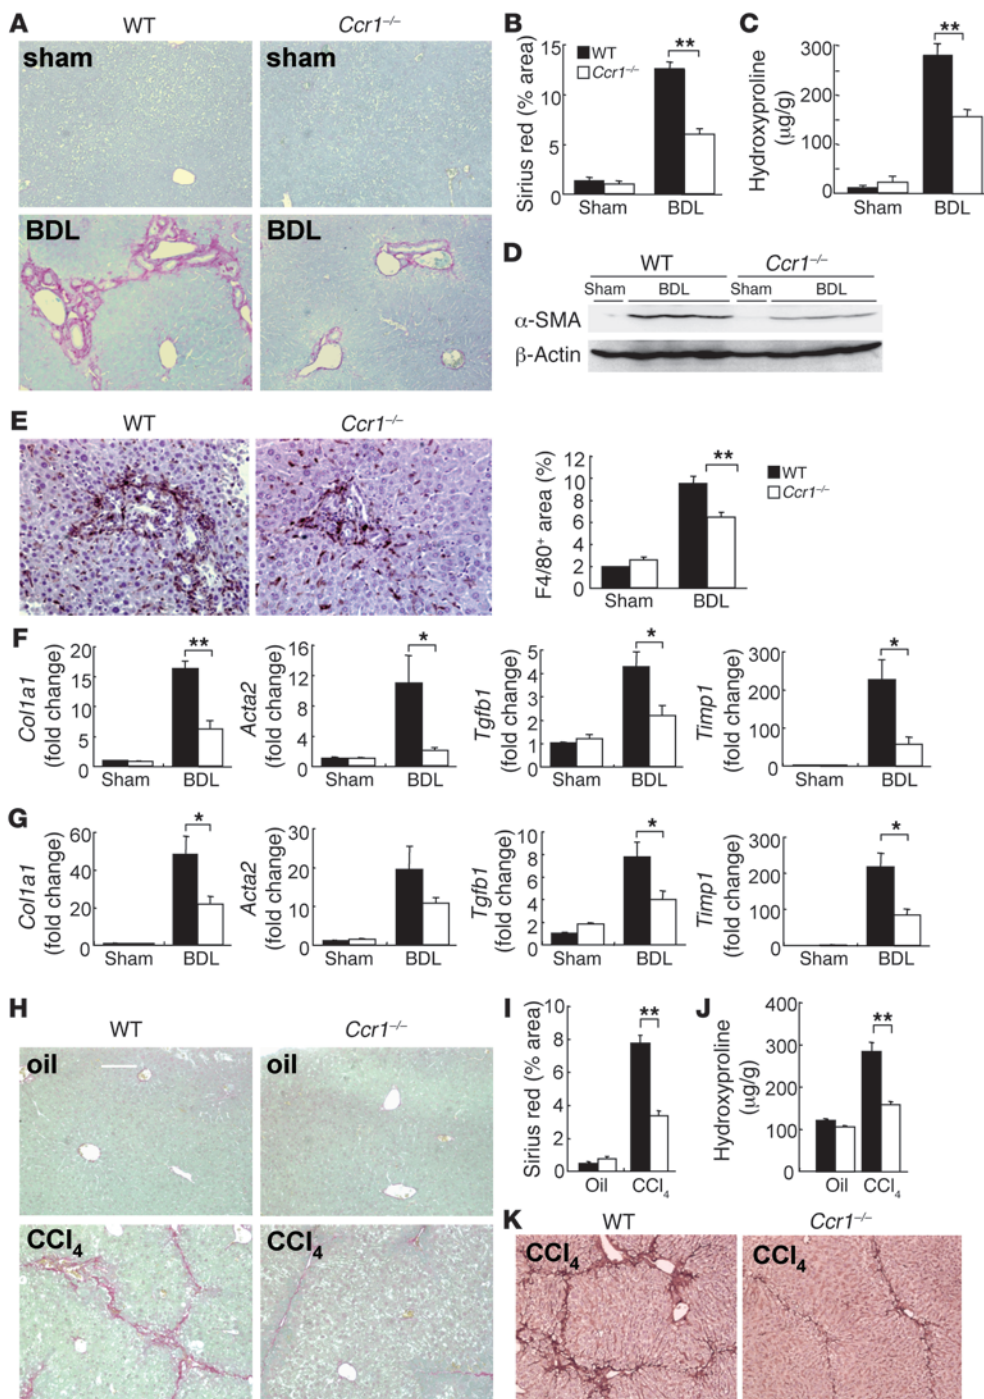 A
WT
Ccr1⁻/⁻
sham
sham
BDL
BDL
B
Sirius red (% area)
15
10
5
0
WT
Ccr1⁻/⁻
**
Sham
BDL
C
Hydroxyproline
(µg/g)
300
200
100
0
**
Sham
BDL
D
WT
Ccr1⁻/⁻
Sham
BDL
Sham
BDL
α-SMA
β-Actin
E
WT
Ccr1⁻/⁻
F4/80⁺ area (%)
12
10
8
6
4
2
0
**
WT
Ccr1⁻/⁻
Sham
BDL
F
Col1a1
(fold change)
20
15
10
5
0
**
Sham
BDL
Acta2
(fold change)
16
12
8
4
0
*
Sham
BDL
Tgfb1
(fold change)
5
4
3
2
1
0
*
Sham
BDL
Timp1
(fold change)
300
200
100
0
*
Sham
BDL
G
Col1a1
(fold change)
60
40
20
0
*
Sham
BDL
Acta2
(fold change)
30
20
10
0
Sham
BDL
Tgfb1
(fold change)
10
8
6
4
2
0
*
Sham
BDL
Timp1
(fold change)
300
200
100
0
*
Sham
BDL
H
WT
Ccr1⁻/⁻
oil
oil
CCl₄
CCl₄
I
Sirius red (% area)
10
8
6
4
2
0
**
Oil
CCl₄
J
Hydroxyproline
(µg/g)
400
300
200
100
0
**
Oil
CCl₄
K
WT
Ccr1⁻/⁻
CCl₄
CCl₄